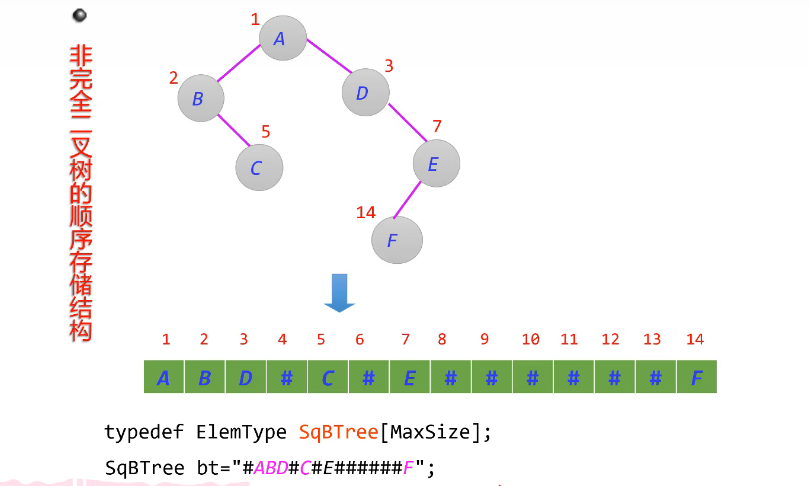 非完全二叉树的顺序存储结构
1
A
2
B
3
D
5
C
7
E
14
F
1 2 3 4 5 6 7 8 9 10 11 12 13 14
A B D # C # E # # # # # # F
typedef ElemType SqBTree[MaxSize];
SqBTree bt="#ABD#C#E######F";